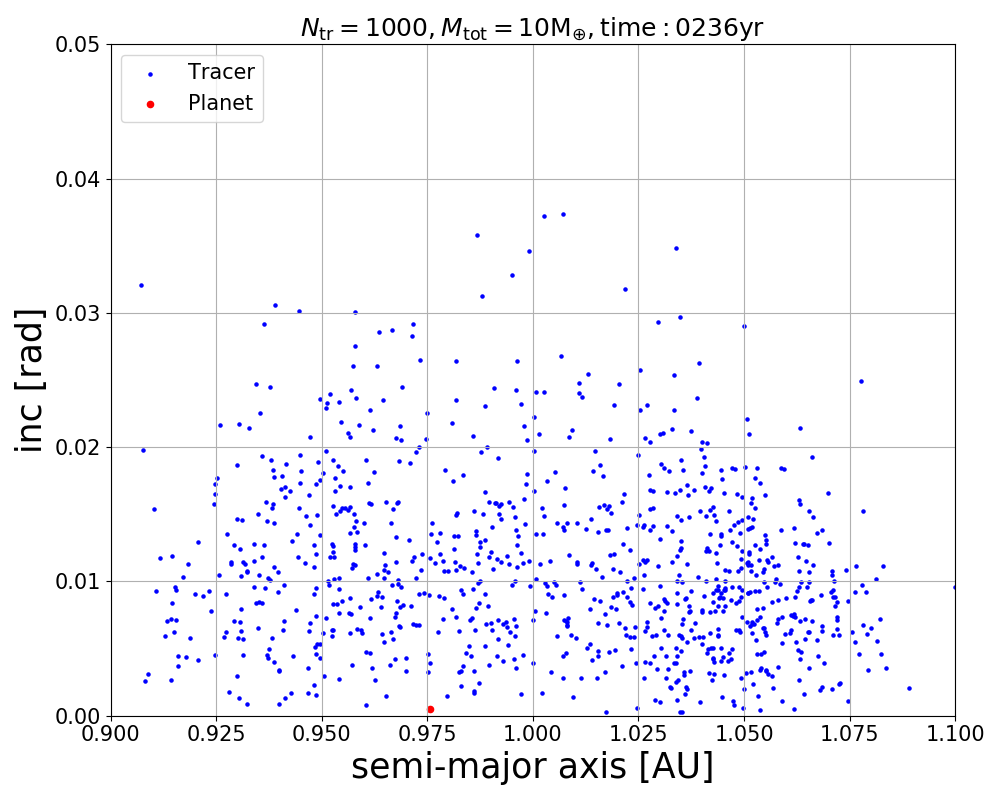 N_tr = 1000, M_tot = 10M_⊕, time : 0236yr
Tracer
Planet
inc [rad]
0.05
0.04
0.03
0.02
0.01
0.00
0.900 0.925 0.950 0.975 1.000 1.025 1.050 1.075 1.100
semi-major axis [AU]